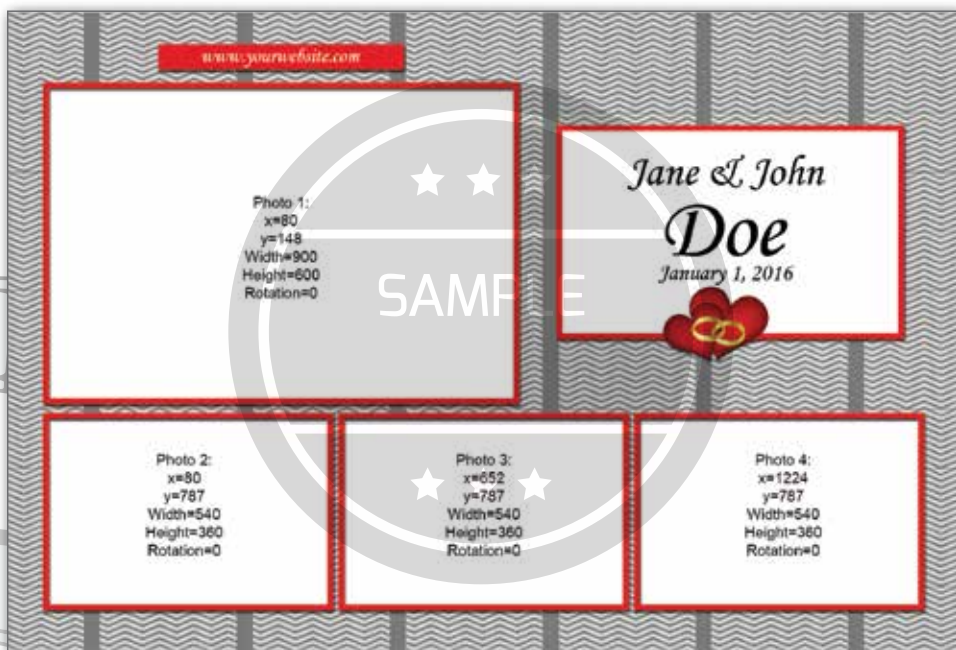 www.yourwebsite.com
Photo 1:
x=80
y=148
Width=900
Height=600
Rotation=0
Jane & John
Doe
January 1, 2016
SAMPLE
Photo 2:
x=80
y=787
Width=540
Height=360
Rotation=0
Photo 3:
x=652
y=787
Width=540
Height=360
Rotation=0
Photo 4:
x=1224
y=787
Width=540
Height=360
Rotation=0